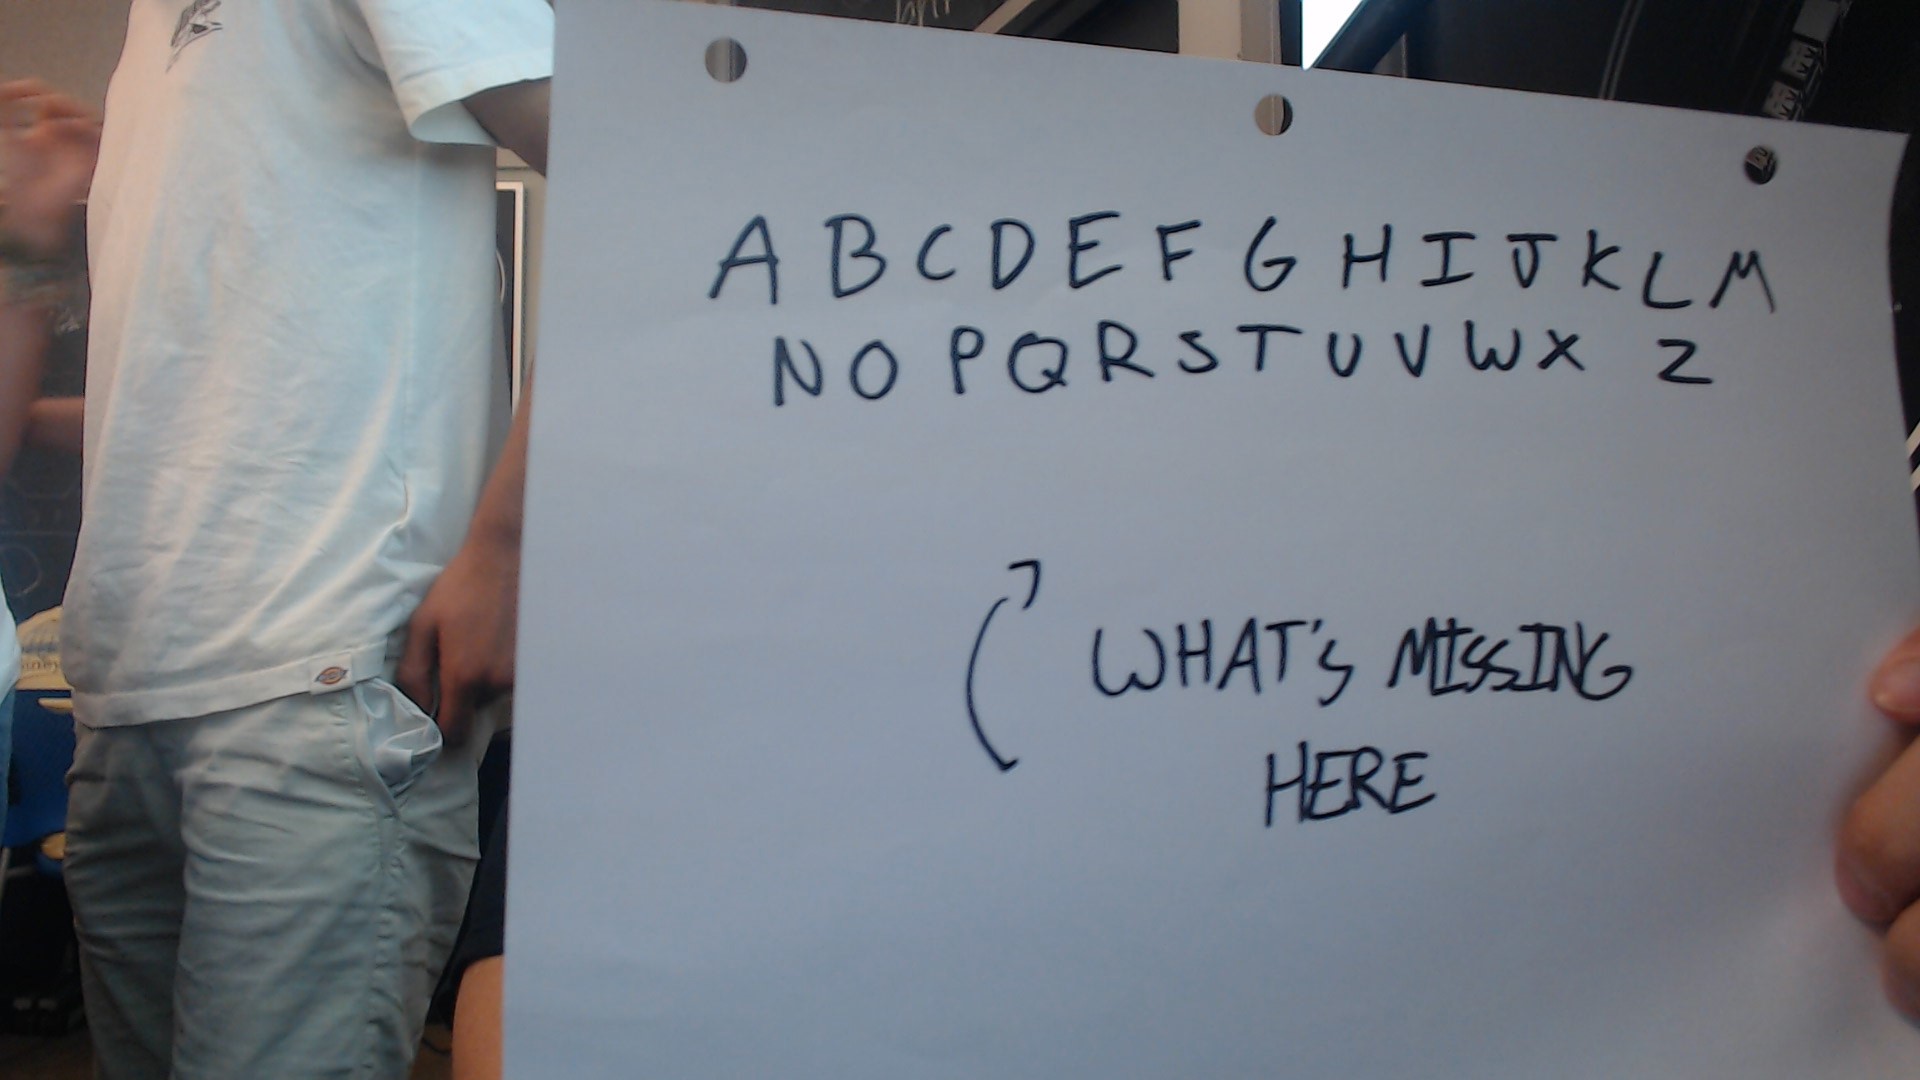 A B C D E F G H I J K L M
N O P Q R S T U V W X Z
WHAT'S MISSING
HERE